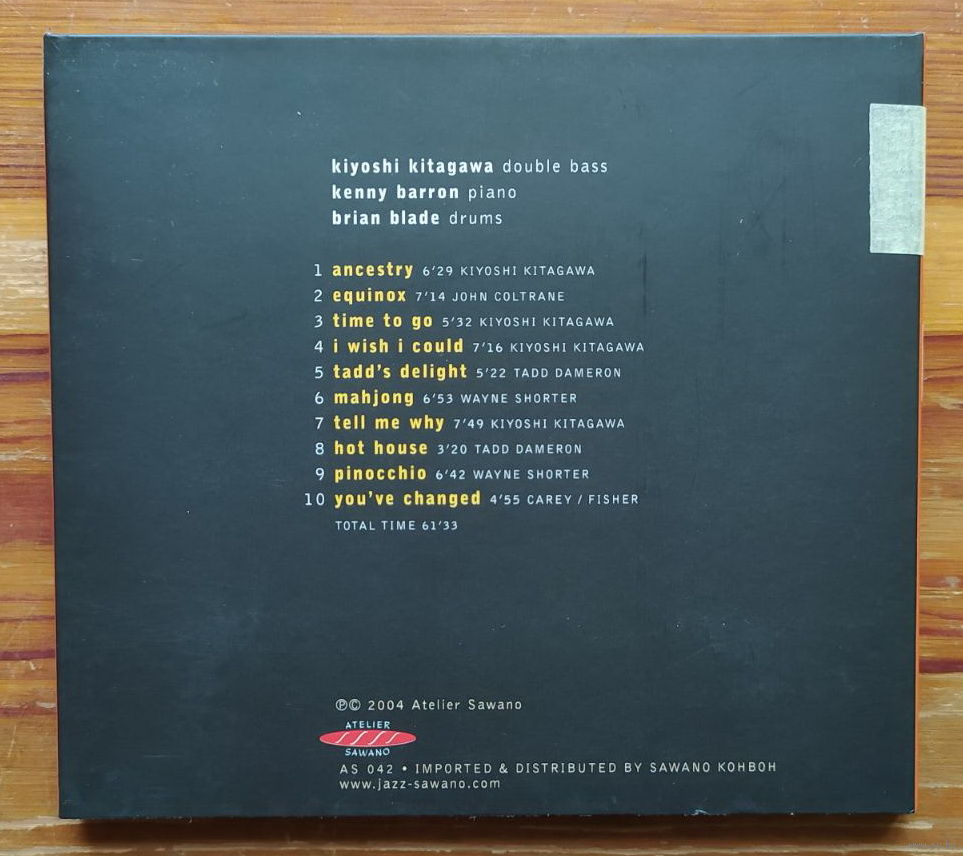 kiyoshi kitagawa double bass
kenny barron piano
brian blade drums
1 ancestry 6'29 KIYOSHI KITAGAWA
2 equinox 7'14 JOHN COLTRANE
3 time to go 5'32 KIYOSHI KITAGAWA
4 i wish i could 7'16 KIYOSHI KITAGAWA
5 tadd's delight 5'22 TADD DAMERON
6 mahjong 6'53 WAYNE SHORTER
7 tell me why 7'49 KIYOSHI KITAGAWA
8 hot house 3'20 TADD DAMERON
9 pinocchio 6'42 WAYNE SHORTER
10 you've changed 4'55 CAREY / FISHER
TOTAL TIME 61'33
℗© 2004 Atelier Sawano
ATELIER
SAWANO
AS 042 • IMPORTED & DISTRIBUTED BY SAWANO KOHBOH
www.jazz-sawano.com